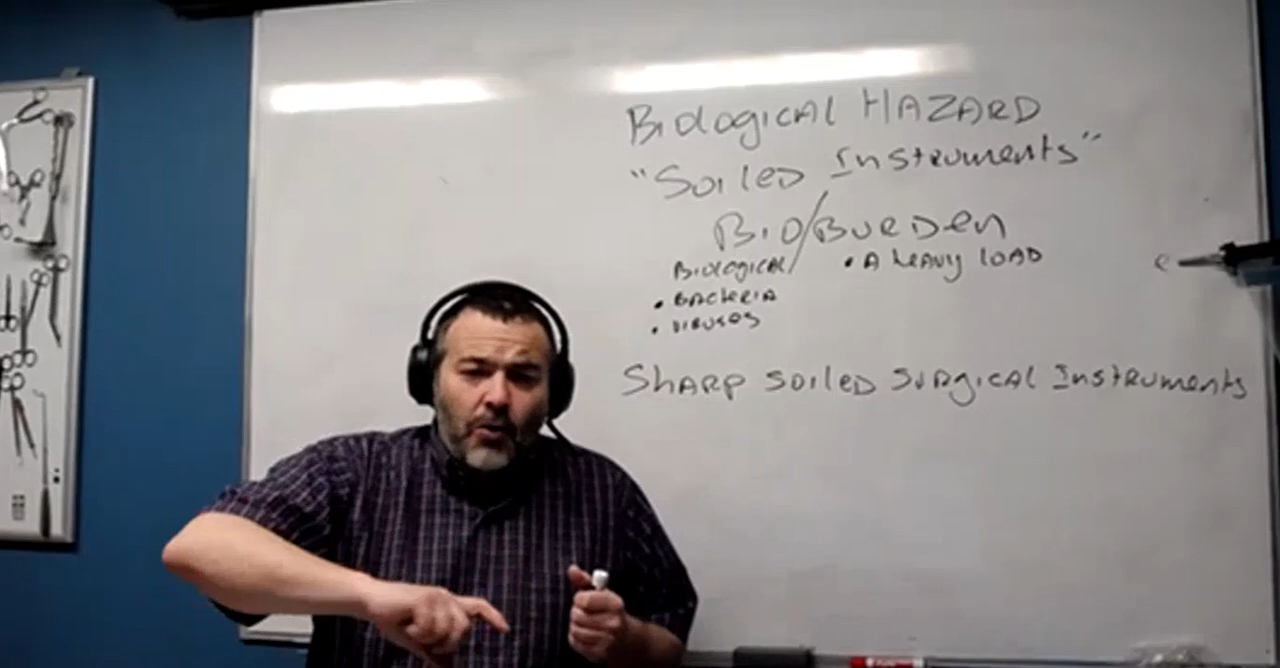 Biological HAZARD
"Soiled Instruments"
Bio/Burden
Biological/ • A heavy load
• Bacteria
• Viruses
Sharp soiled surgical Instruments